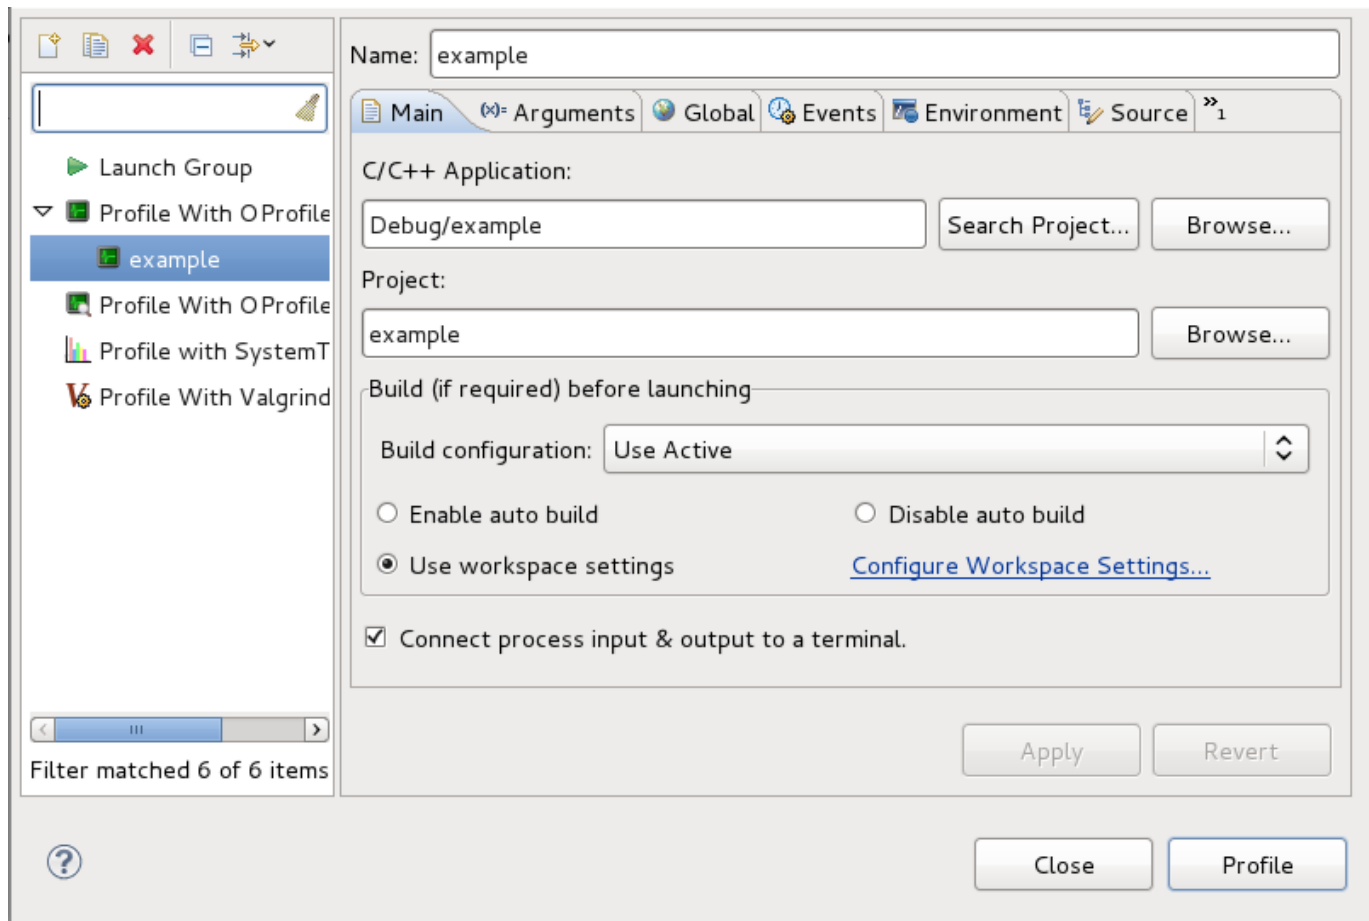 Name: example
Main (x)= Arguments Global Events Environment Source »1
Launch Group
Profile With OProfile
example
Profile With OProfile
Profile with SystemT
Profile With Valgrind
Filter matched 6 of 6 items
C/C++ Application:
Debug/example Search Project... Browse...
Project:
example Browse...
Build (if required) before launching
Build configuration: Use Active
Enable auto build Disable auto build
Use workspace settings Configure Workspace Settings...
Connect process input & output to a terminal.
Apply Revert
? Close Profile